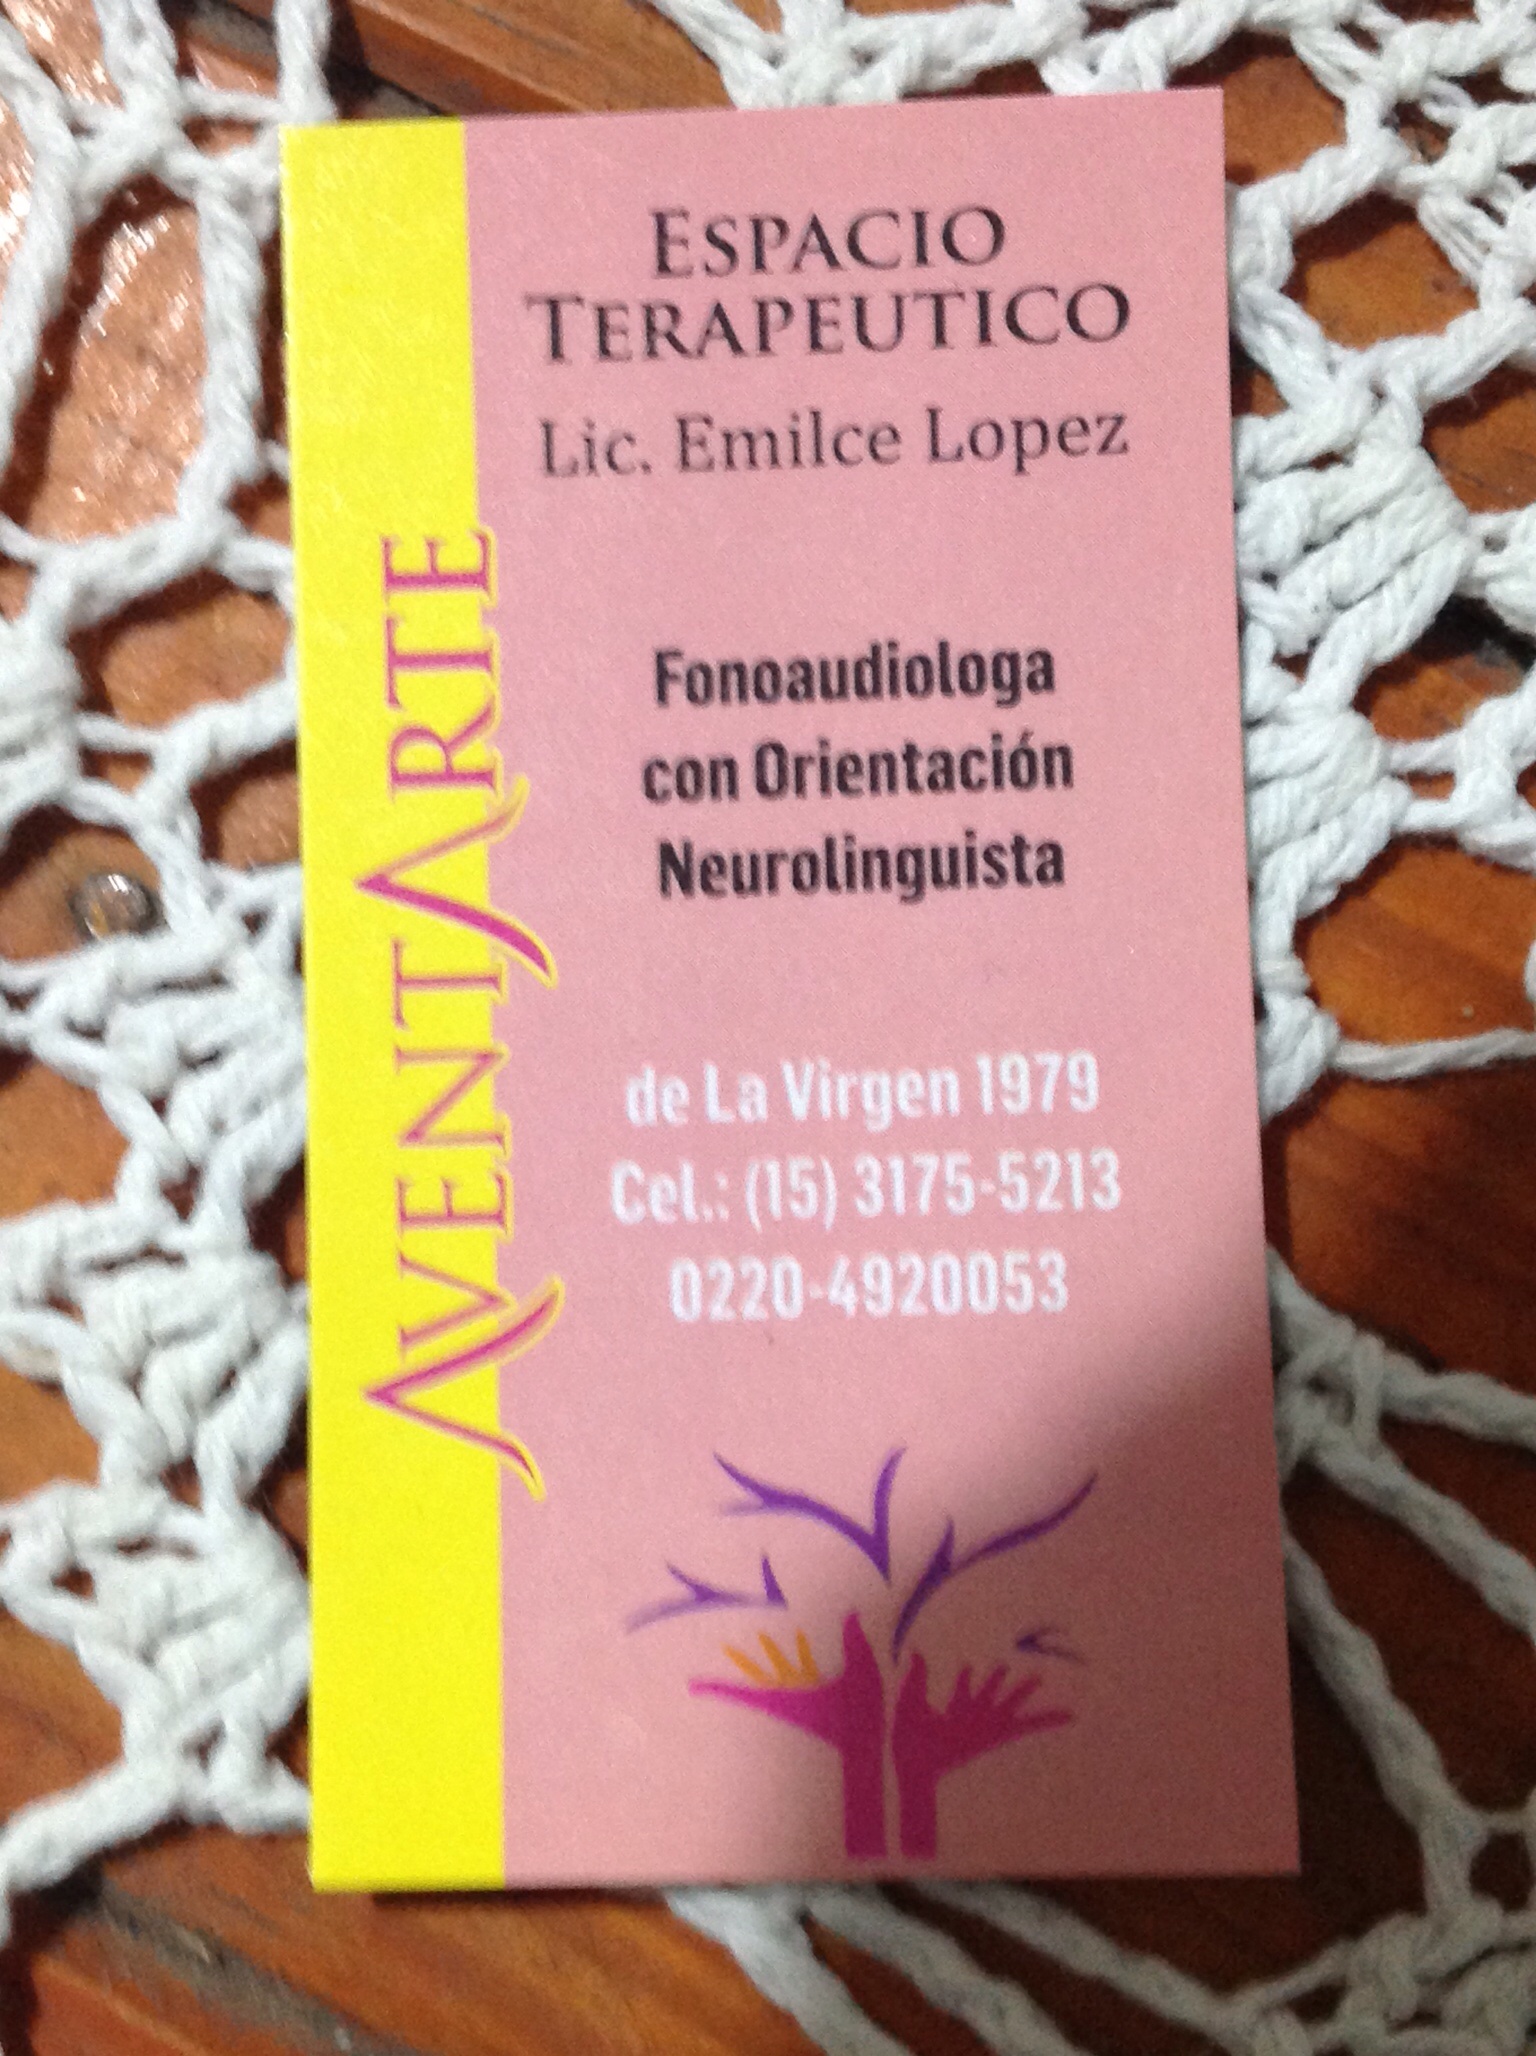 ESPACIO
TERAPEUTICO
Lic. Emilce Lopez
AVENTARTE
Fonoaudiologa
con Orientación
Neurolinguista
de La Virgen 1979
Cel.: (15) 3175-5213
0220-4920053